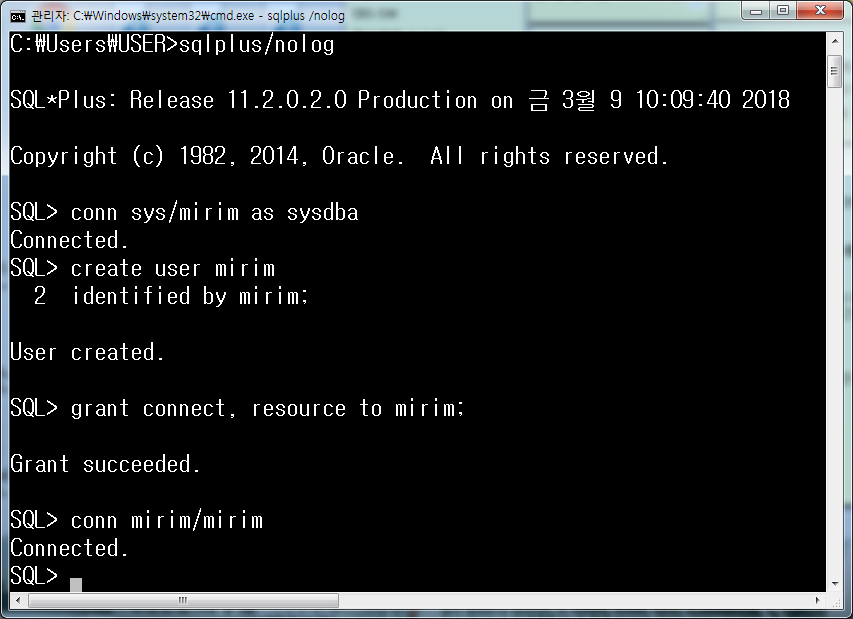 관리자: C:₩Windows₩system32₩cmd.exe - sqlplus /nolog
C:₩Users₩USER>sqlplus/nolog
SQL*Plus: Release 11.2.0.2.0 Production on 금 3월 9 10:09:40 2018
Copyright (c) 1982, 2014, Oracle.  All rights reserved.
SQL> conn sys/mirim as sysdba
Connected.
SQL> create user mirim
  2  identified by mirim;
User created.
SQL> grant connect, resource to mirim;
Grant succeeded.
SQL> conn mirim/mirim
Connected.
SQL>